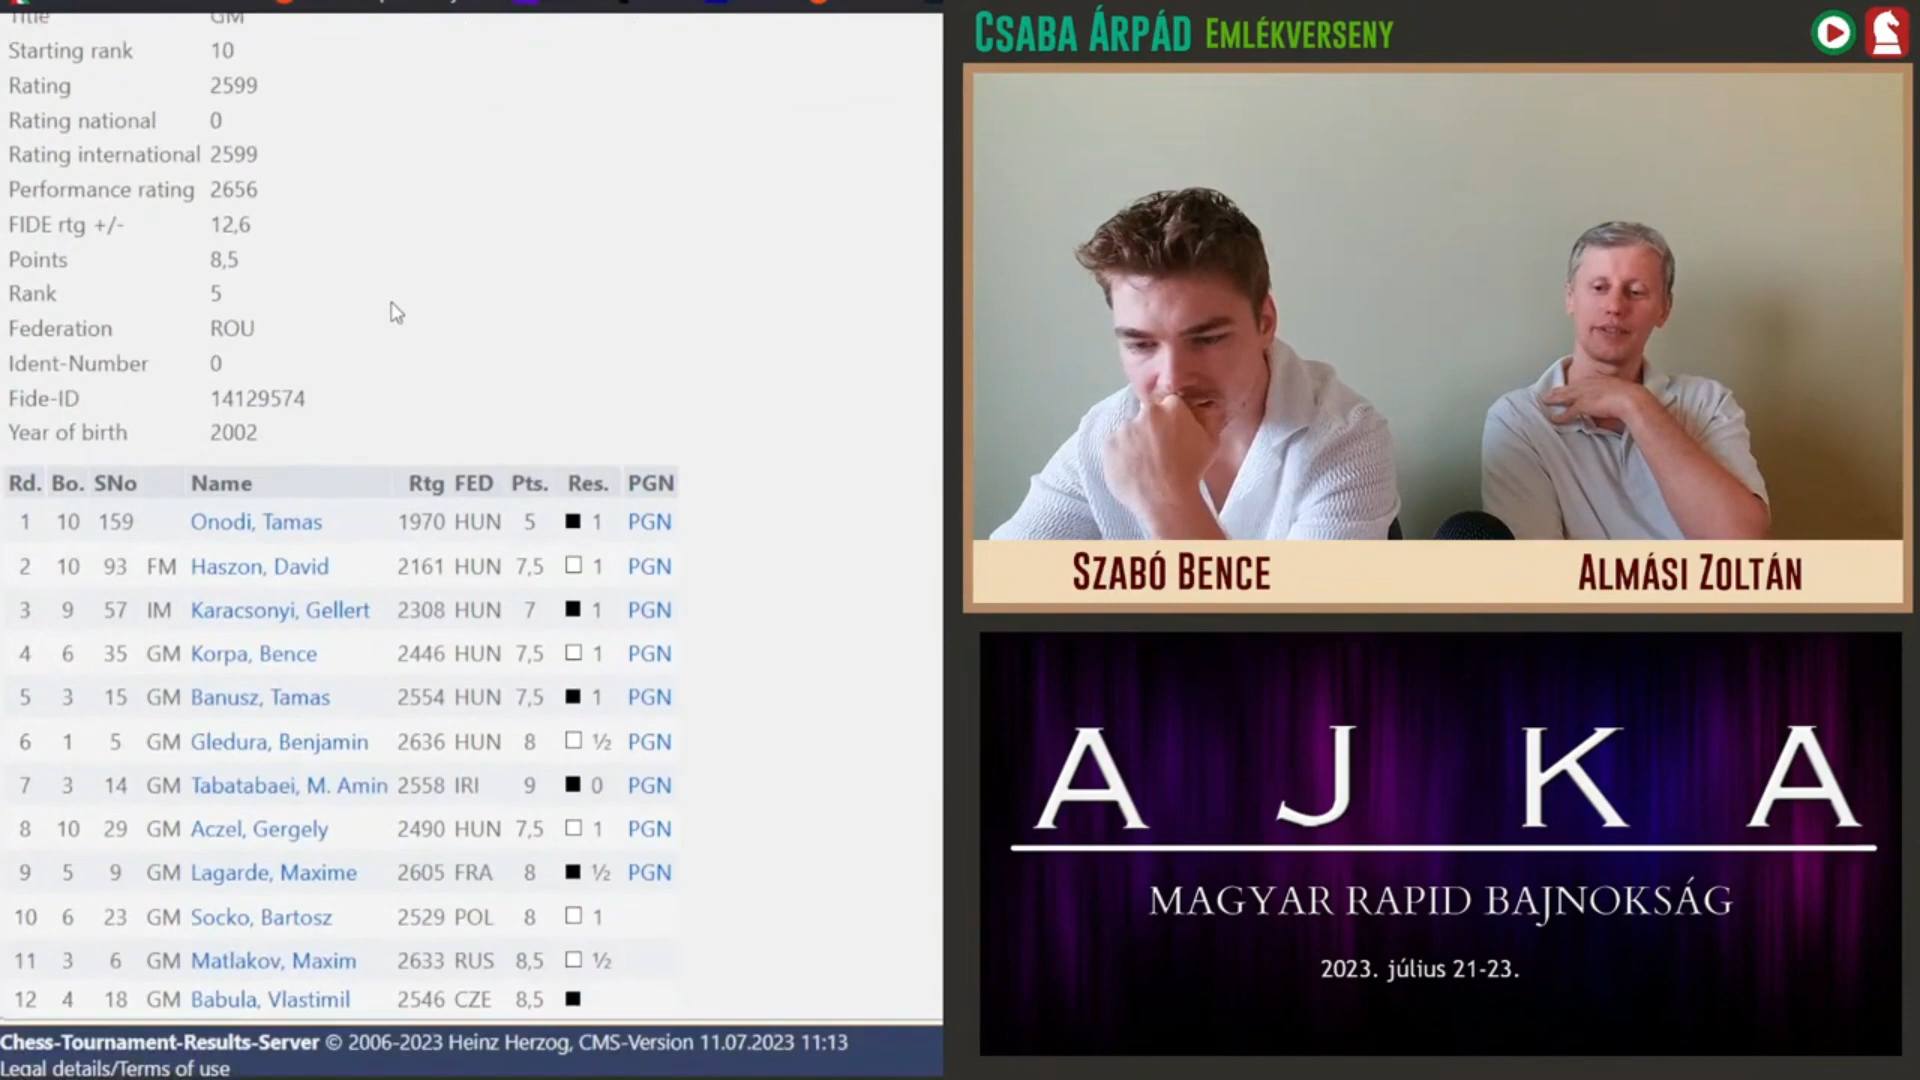 Title GM
Starting rank 10
Rating 2599
Rating national 0
Rating international 2599
Performance rating 2656
FIDE rtg +/- 12,6
Points 8,5
Rank 5
Federation ROU
Ident-Number 0
Fide-ID 14129574
Year of birth 2002
Rd. Bo. SNo Name Rtg FED Pts. Res. PGN
1 10 159 Onodi, Tamas 1970 HUN 5 ■ 1 PGN
2 10 93 FM Haszon, David 2161 HUN 7,5 □ 1 PGN
3 9 57 IM Karacsonyi, Gellert 2308 HUN 7 ■ 1 PGN
4 6 35 GM Korpa, Bence 2446 HUN 7,5 □ 1 PGN
5 3 15 GM Banusz, Tamas 2554 HUN 7,5 ■ 1 PGN
6 1 5 GM Gledura, Benjamin 2636 HUN 8 □ ½ PGN
7 3 14 GM Tabatabaei, M. Amin 2558 IRI 9 ■ 0 PGN
8 10 29 GM Aczel, Gergely 2490 HUN 7,5 □ 1 PGN
9 5 9 GM Lagarde, Maxime 2605 FRA 8 ■ ½ PGN
10 6 23 GM Socko, Bartosz 2529 POL 8 □ 1
11 3 6 GM Matlakov, Maxim 2633 RUS 8,5 □ ½
12 4 18 GM Babula, Vlastimil 2546 CZE 8,5 ■
Chess-Tournament-Results-Server © 2006-2023 Heinz Herzog, CMS-Version 11.07.2023 11:13
Legal details/Terms of use
CSABA ÁRPÁD EMLÉKVERSENY
SZABÓ BENCE
ALMÁSI ZOLTÁN
AJKA
MAGYAR RAPID BAJNOKSÁG
2023. július 21-23.